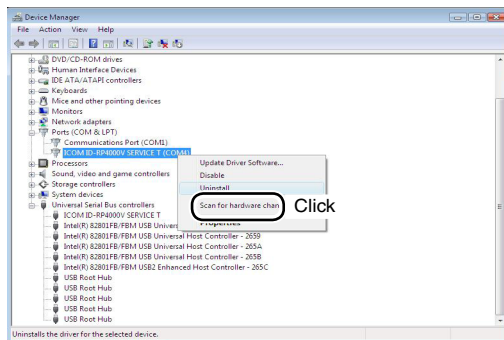 Device Manager
File Action View Help
DVD/CD-ROM drives
Human Interface Devices
IDE ATA/ATAPI controllers
Keyboards
Mice and other pointing devices
Monitors
Network adapters
Ports (COM & LPT)
Communications Port (COM1)
ICOM ID-RP4000V SERVICE T (COM4)
Processors
Sound, video and game controllers
Storage controllers
System devices
Universal Serial Bus controllers
ICOM ID-RP4000V SERVICE T
Intel(R) 82801FB/FBM USB Univers
Intel(R) 82801FB/FBM USB Universal Host Controller - 2659
Intel(R) 82801FB/FBM USB Universal Host Controller - 265A
Intel(R) 82801FB/FBM USB Universal Host Controller - 265B
Intel(R) 82801FB/FBM USB2 Enhanced Host Controller - 265C
USB Root Hub
USB Root Hub
USB Root Hub
USB Root Hub
Update Driver Software...
Disable
Uninstall
Scan for hardware chan
Click
Properties
Uninstalls the driver for the selected device.